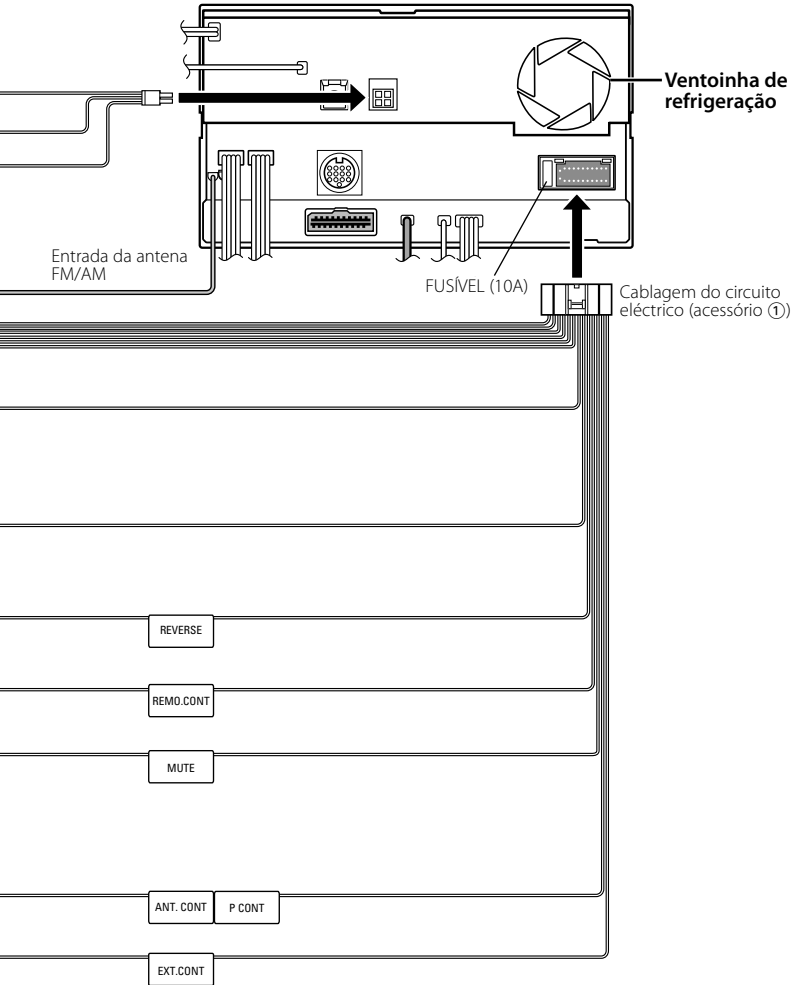 Ventoinha de
refrigeração
Entrada da antena
FM/AM
FUSÍVEL (10A)
Cablagem do circuito
eléctrico (acessório ①)
REVERSE
REMO.CONT
MUTE
ANT. CONT
P CONT
EXT.CONT